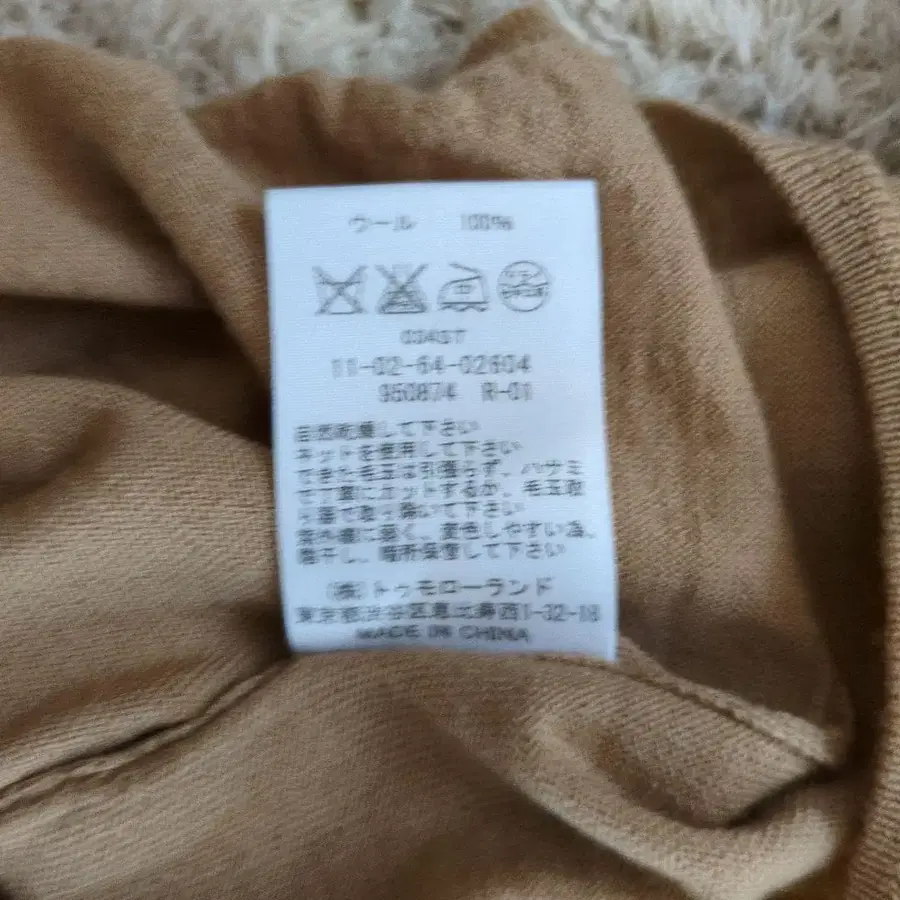 ウール 100%
034ST
11-02-64-02604
950874 R-01
自然乾燥して下さい
ネットを使用して下さい
できた毛玉は引張らず、ハサミ
で丁寧にカットするか、毛玉取
り器で取り除いて下さい
紫外線に弱く、変色しやすい為、
陰干し、暗所保管して下さい
(株)トゥモローランド
東京都渋谷区恵比寿西1-32-18
MADE IN CHINA